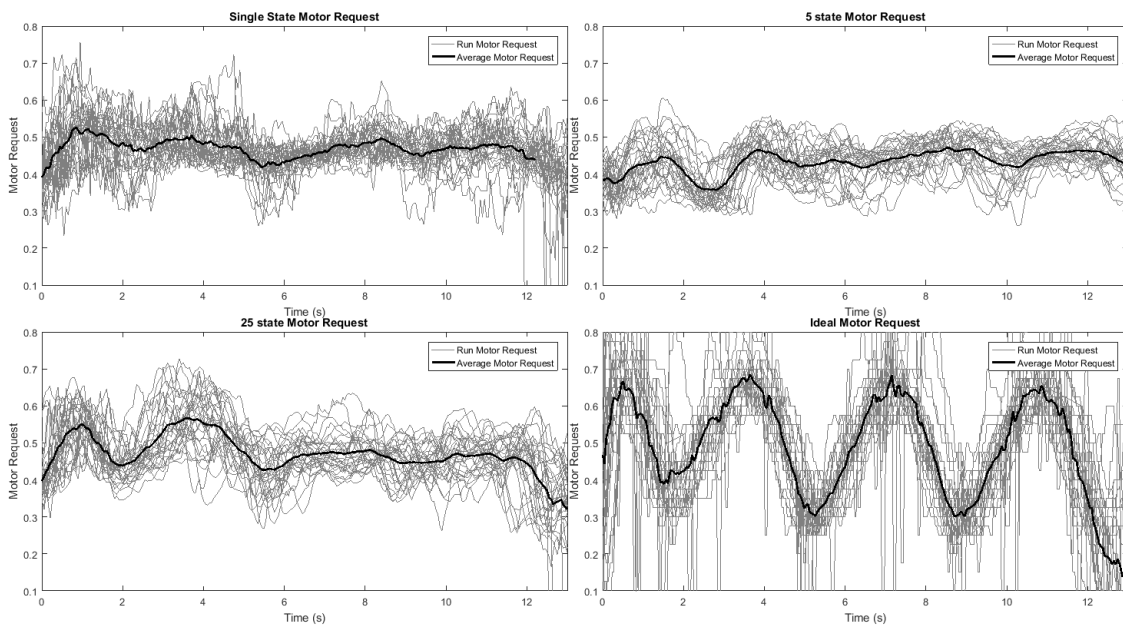 Single State Motor Request
0.8
0.7
0.6
0.5
0.4
0.3
0.2
0.1
Motor Request
Run Motor Request
Average Motor Request
0 2 4 6 8 10 12
Time (s)
5 state Motor Request
0.8
0.7
0.6
0.5
0.4
0.3
0.2
0.1
Motor Request
Run Motor Request
Average Motor Request
0 2 4 6 8 10 12
Time (s)
25 state Motor Request
0.8
0.7
0.6
0.5
0.4
0.3
0.2
0.1
Motor Request
Run Motor Request
Average Motor Request
0 2 4 6 8 10 12
Time (s)
Ideal Motor Request
0.8
0.7
0.6
0.5
0.4
0.3
0.2
0.1
Motor Request
Run Motor Request
Average Motor Request
0 2 4 6 8 10 12
Time (s)